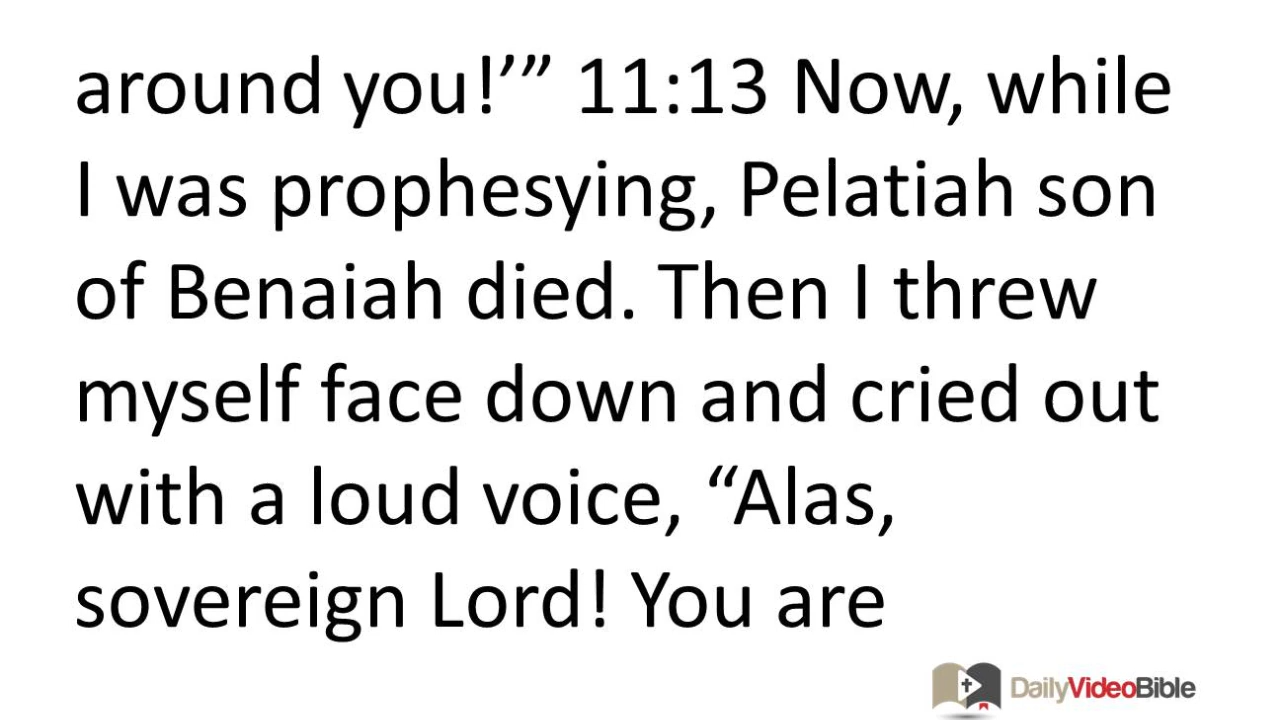 around you!’” 11:13 Now, while
I was prophesying, Pelatiah son
of Benaiah died. Then I threw
myself face down and cried out
with a loud voice, “Alas,
sovereign Lord! You are
DailyVideoBible